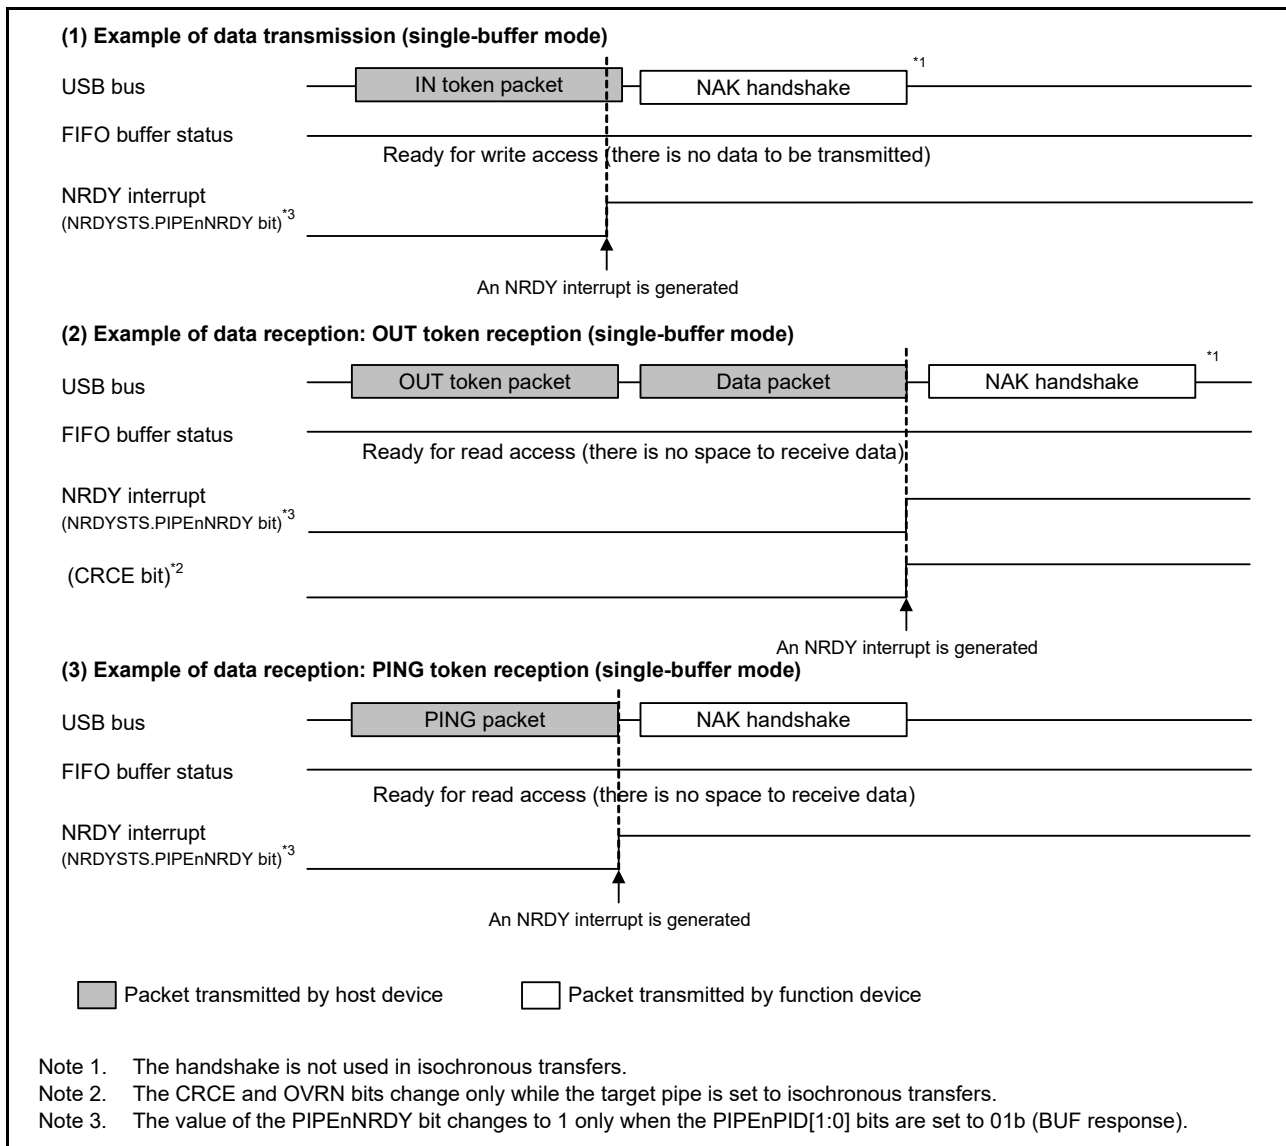 (1) Example of data transmission (single-buffer mode)
USB bus
IN token packet
NAK handshake
*1
FIFO buffer status
Ready for write access (there is no data to be transmitted)
NRDY interrupt
(NRDYSTS.PIPEnNRDY bit)*3
An NRDY interrupt is generated
(2) Example of data reception: OUT token reception (single-buffer mode)
USB bus
OUT token packet
Data packet
NAK handshake
*1
FIFO buffer status
Ready for read access (there is no space to receive data)
NRDY interrupt
(NRDYSTS.PIPEnNRDY bit)*3
(CRCE bit)*2
An NRDY interrupt is generated
(3) Example of data reception: PING token reception (single-buffer mode)
USB bus
PING packet
NAK handshake
FIFO buffer status
Ready for read access (there is no space to receive data)
NRDY interrupt
(NRDYSTS.PIPEnNRDY bit)*3
An NRDY interrupt is generated
Packet transmitted by host device
Packet transmitted by function device
Note 1. The handshake is not used in isochronous transfers.
Note 2. The CRCE and OVRN bits change only while the target pipe is set to isochronous transfers.
Note 3. The value of the PIPEnNRDY bit changes to 1 only when the PIPEnPID[1:0] bits are set to 01b (BUF response).